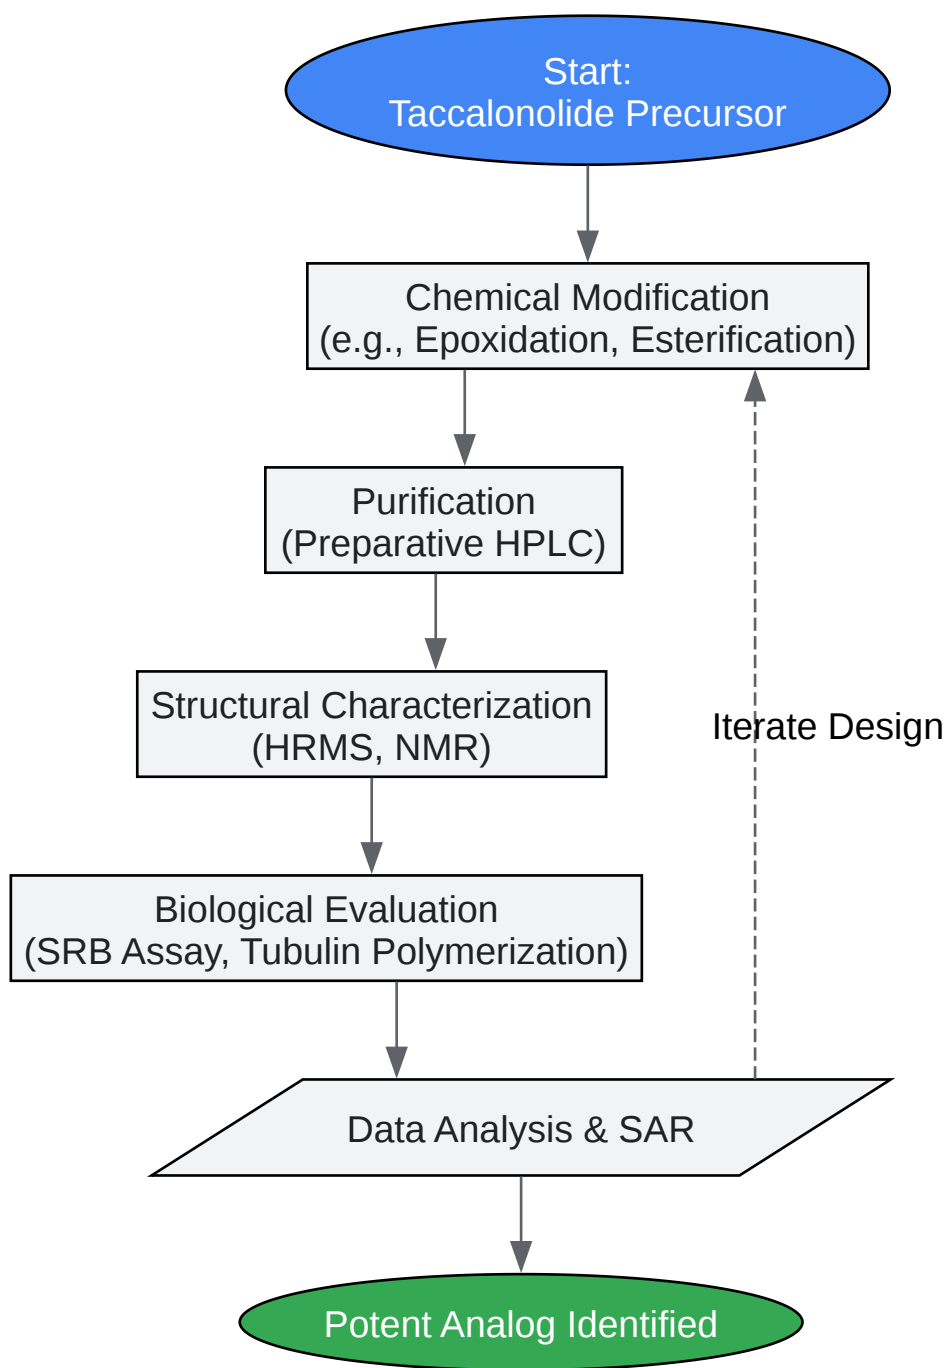 Start:
Taccalonolide Precursor
Chemical Modification
(e.g., Epoxidation, Esterification)
Purification
(Preparative HPLC)
Structural Characterization
(HRMS, NMR)
Iterate Design
Biological Evaluation
(SRB Assay, Tubulin Polymerization)
Data Analysis & SAR
Potent Analog Identified